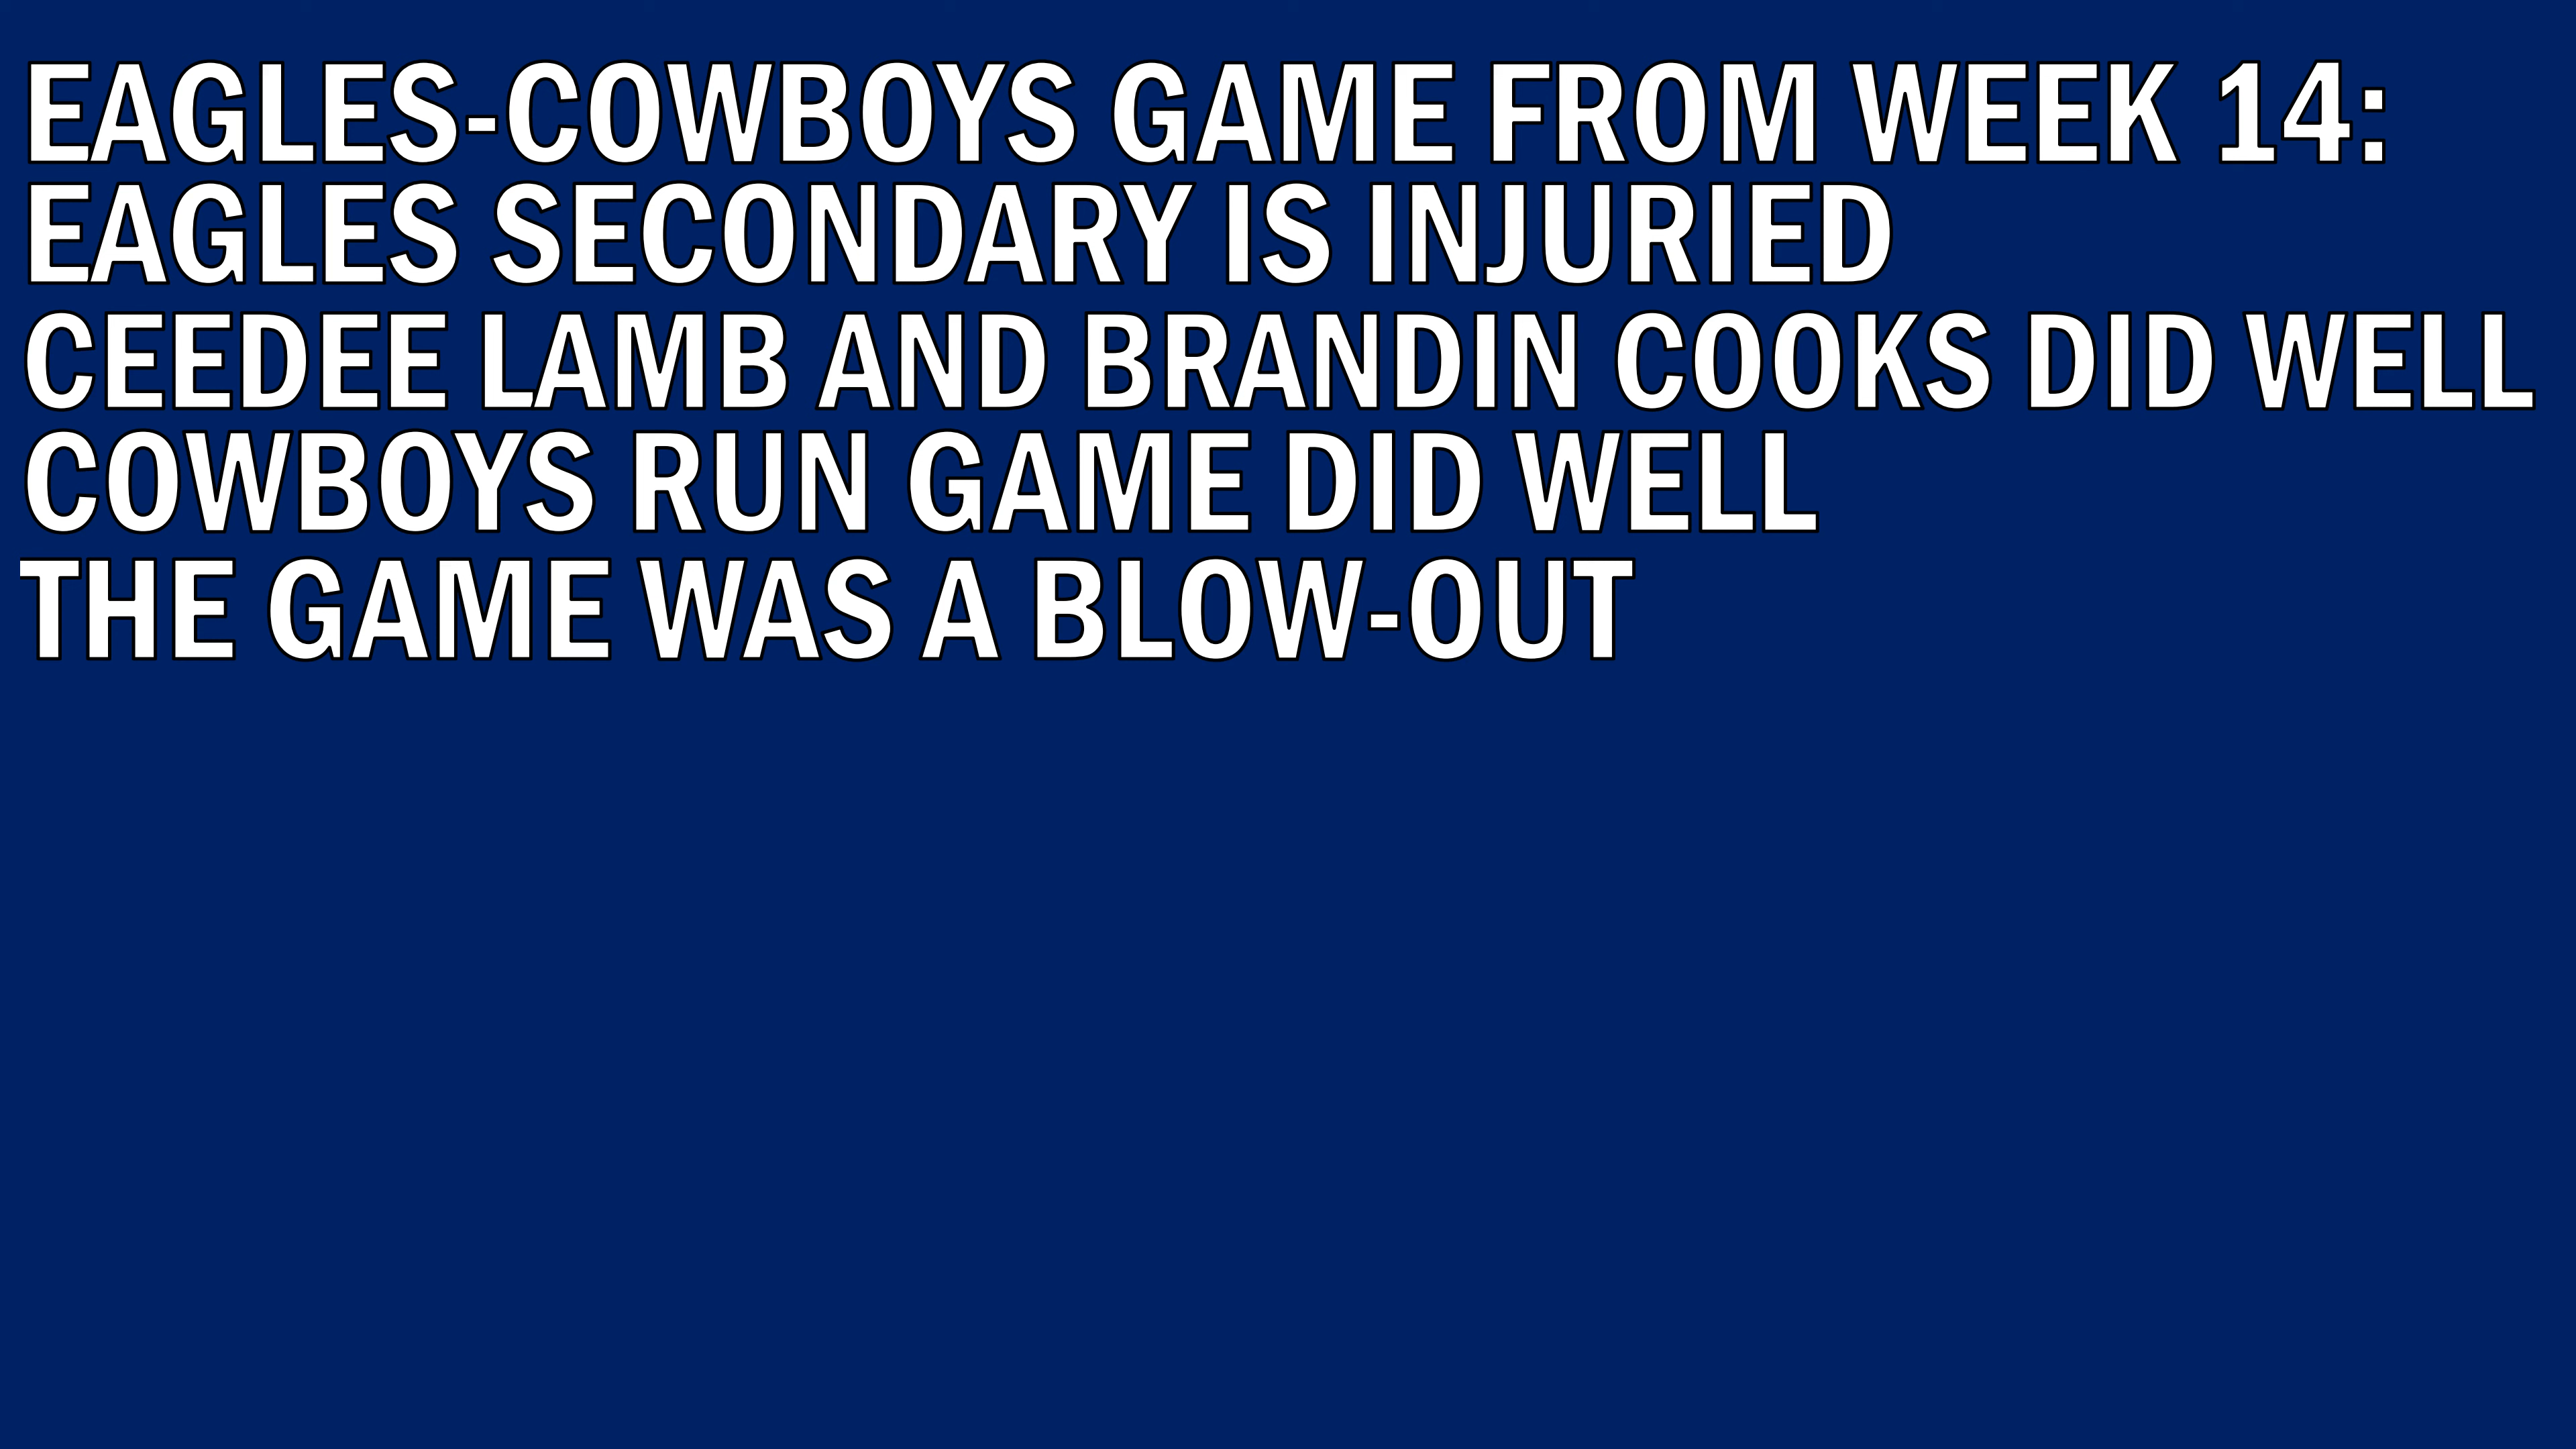 EAGLES-COWBOYS GAME FROM WEEK 14:
EAGLES SECONDARY IS INJURIED
CEEDEE LAMB AND BRANDIN COOKS DID WELL
COWBOYS RUN GAME DID WELL
THE GAME WAS A BLOW-OUT